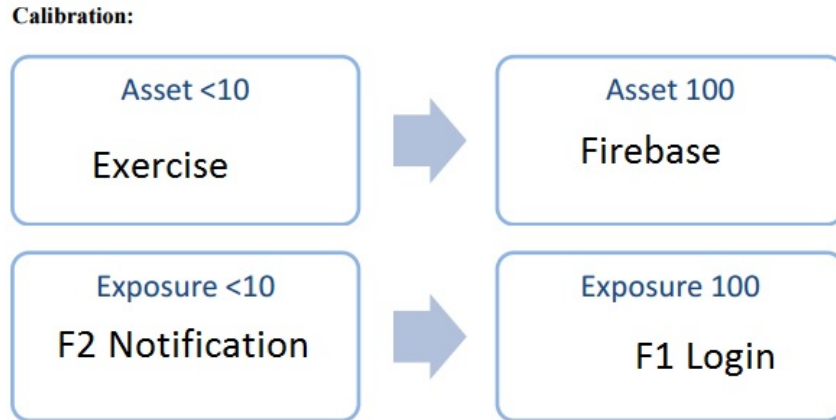 Calibration:
Asset <10
Exercise
Asset 100
Firebase
Exposure <10
F2 Notification
Exposure 100
F1 Login